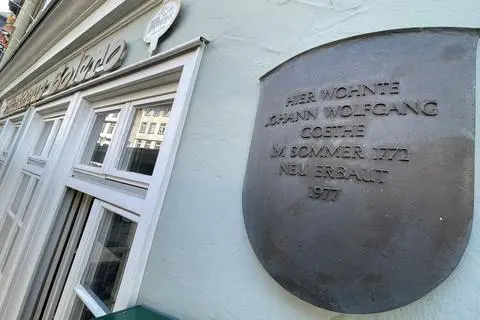 HIER WOHNTE
JOHANN WOLFGANG
GOETHE
IM SOMMER 1772
NEU ERBAUT
1977